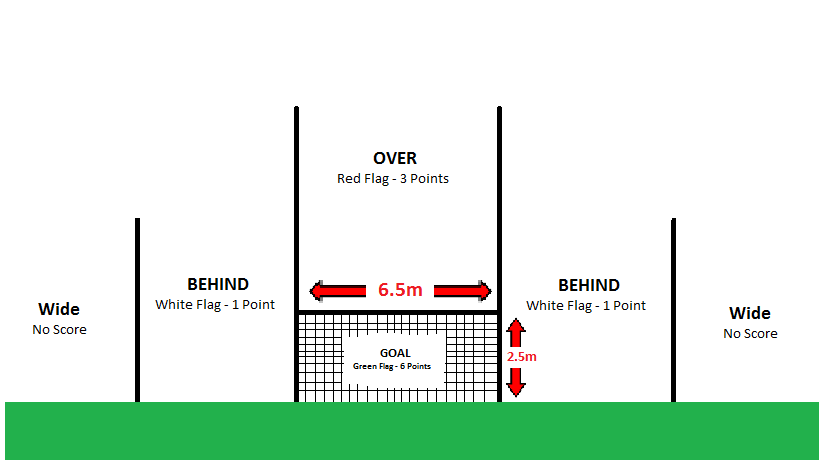 OVER
Red Flag - 3 Points
BEHIND
White Flag - 1 Point
6.5m
BEHIND
White Flag - 1 Point
Wide
No Score
Wide
No Score
GOAL
Green Flag - 6 Points
2.5m